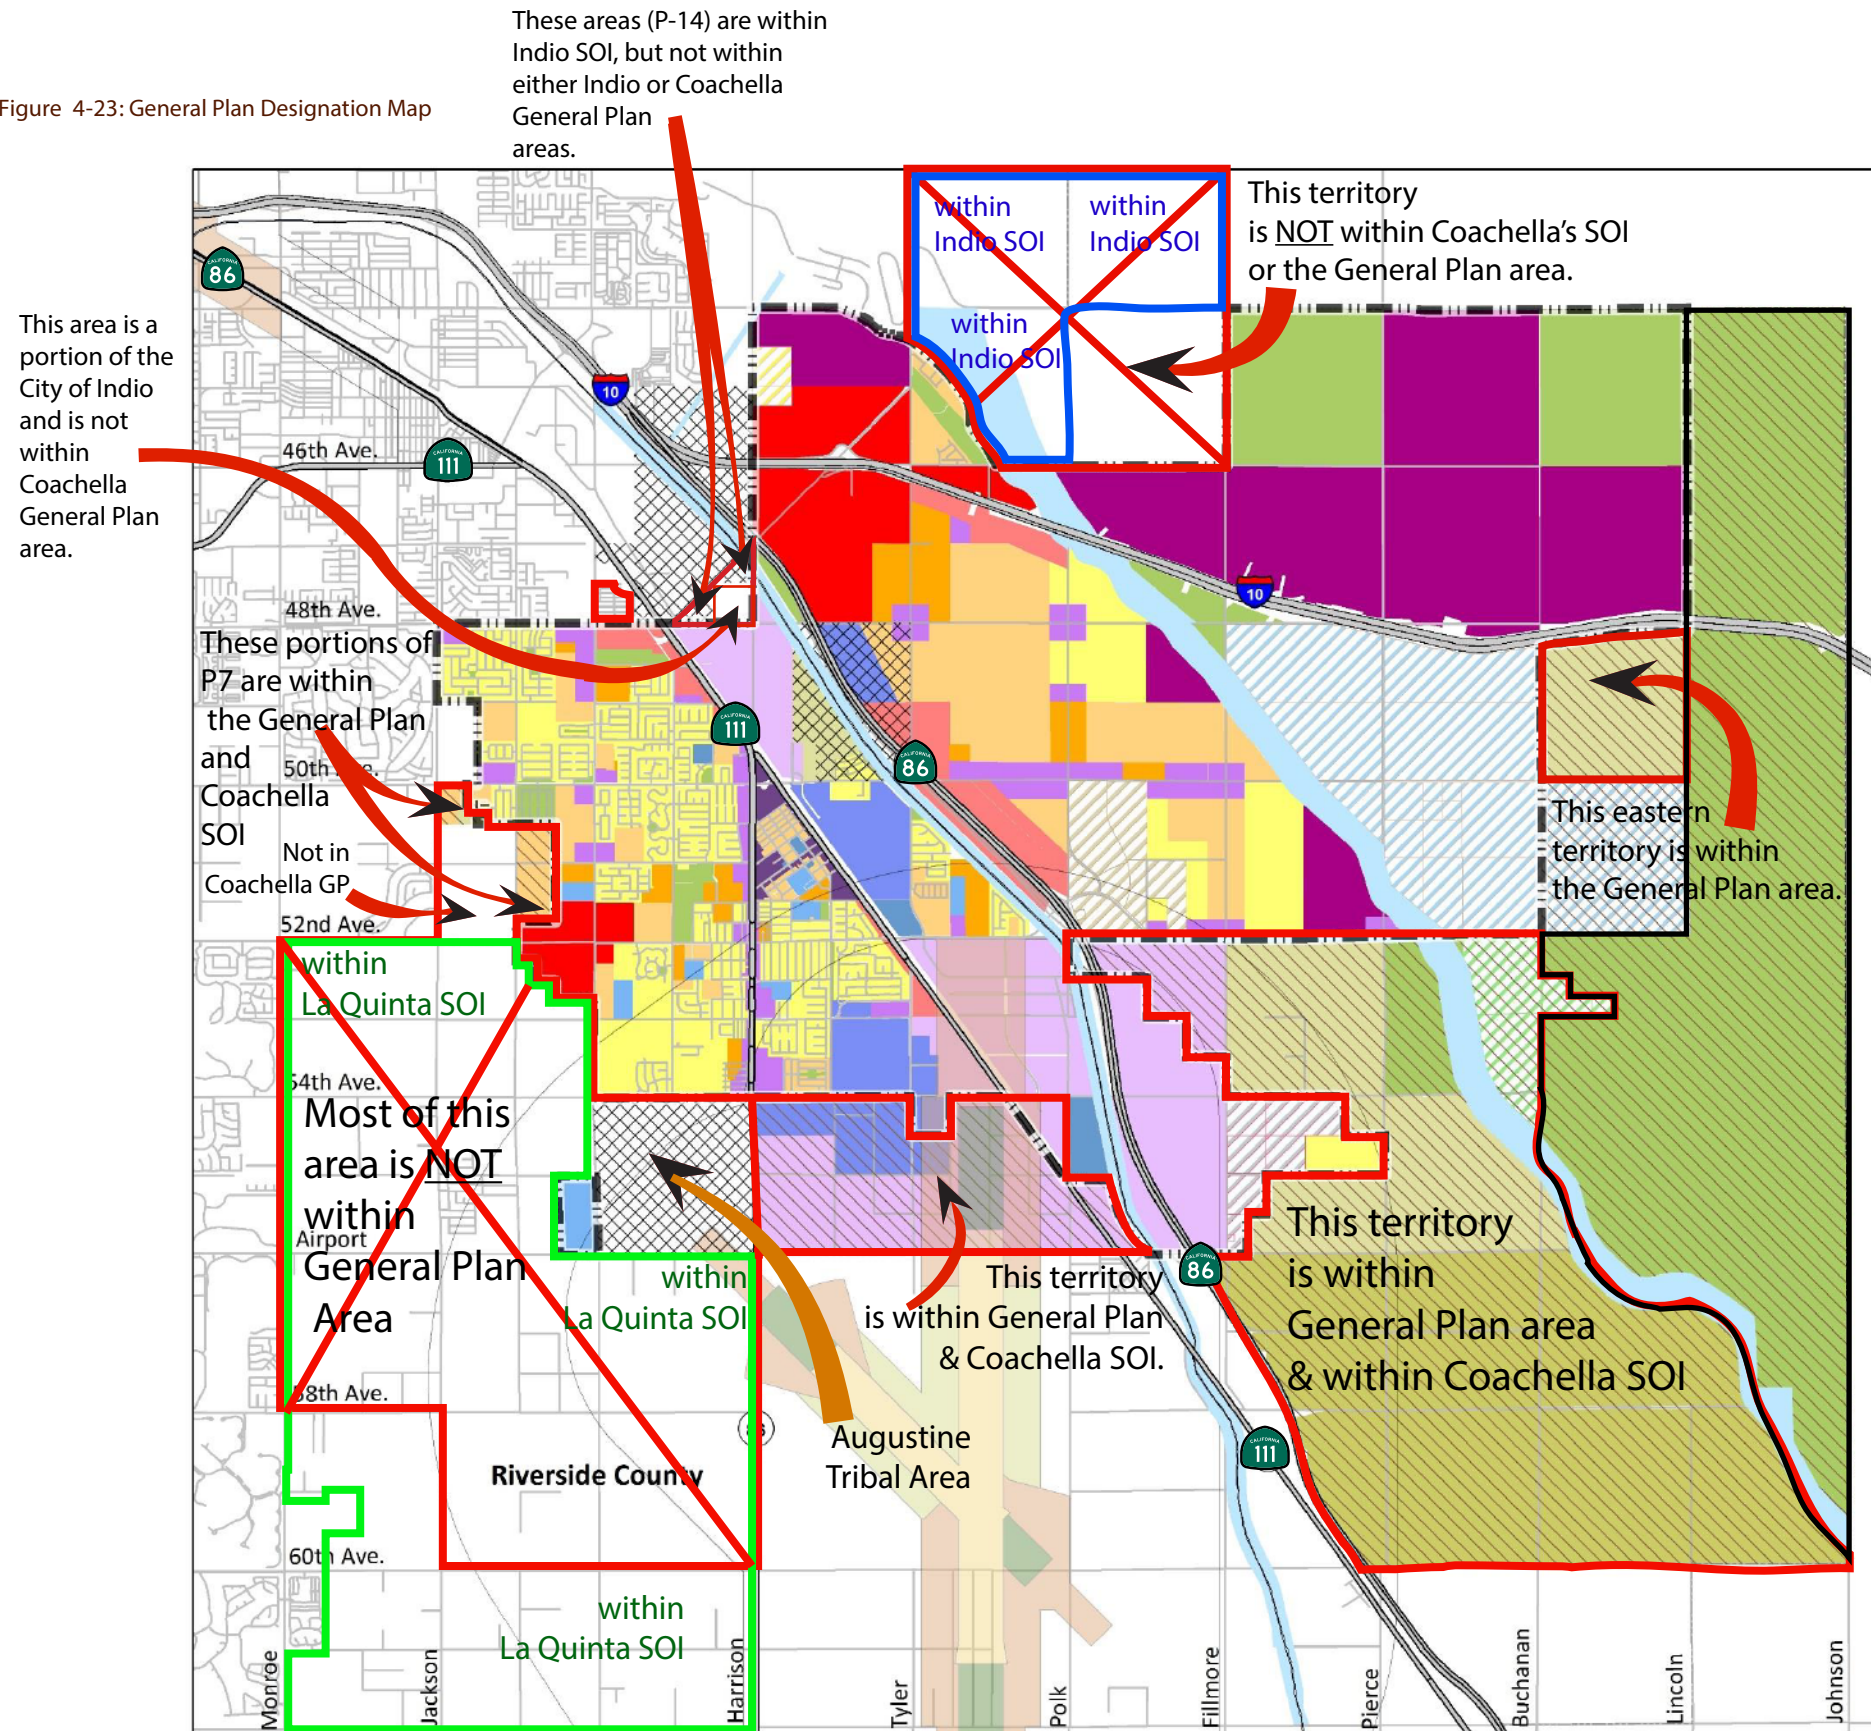 These areas (P-14) are within
Indio SOI, but not within
either Indio or Coachella
General Plan
areas.
Figure 4-23: General Plan Designation Map
within
Indio SOI
within
Indio SOI
within
Indio SOI
This territory
is NOT within Coachella's SOI
or the General Plan area.
CALIFORNIA
86
This area is a
portion of the
City of Indio
and is not
within
Coachella
General Plan
area.
10
46th Ave.
CALIFORNIA
111
10
48th Ave.
These portions of
P7 are within
the General Plan
and
Coachella
SOI
50th Ave.
CALIFORNIA
111
CALIFORNIA
86
This eastern
territory is within
the General Plan area.
Not in
Coachella GP
52nd Ave.
within
La Quinta SOI
54th Ave.
Most of this
area is NOT
within
General Plan
Area
Airport
within
La Quinta SOI
This territory
is within General Plan
& Coachella SOI.
CALIFORNIA
86
This territory
is within
General Plan area
& within Coachella SOI
58th Ave.
86
Augustine
Tribal Area
CALIFORNIA
111
Riverside County
60th Ave.
within
La Quinta SOI
Monroe
Jackson
Harrison
Tyler
Polk
Fillmore
Pierce
Buchanan
Lincoln
Johnson